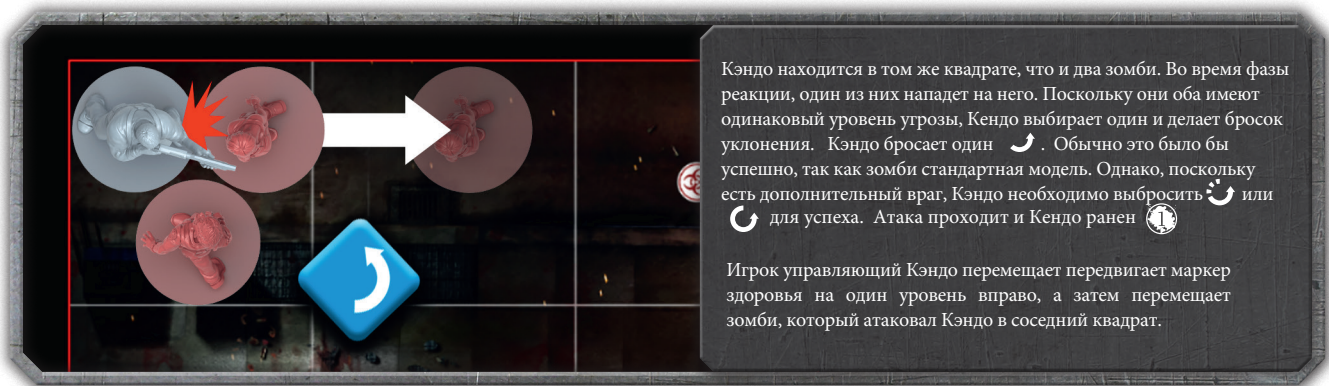 Кэндо находится в том же квадрате, что и два зомби. Во время фазы
реакции, один из них нападет на него. Поскольку они оба имеют
одинаковый уровень угрозы, Кендо выбирает один и делает бросок
уклонения. Кэндо бросает один . Обычно это было бы
успешно, так как зомби стандартная модель. Однако, поскольку
есть дополнительный враг, Кэндо необходимо выбросить или
для успеха. Атака проходит и Кендо ранен 1
Игрок управляющий Кэндо перемещает передвигает маркер
здоровья на один уровень вправо, а затем перемещает
зомби, который атаковал Кэндо в соседний квадрат.